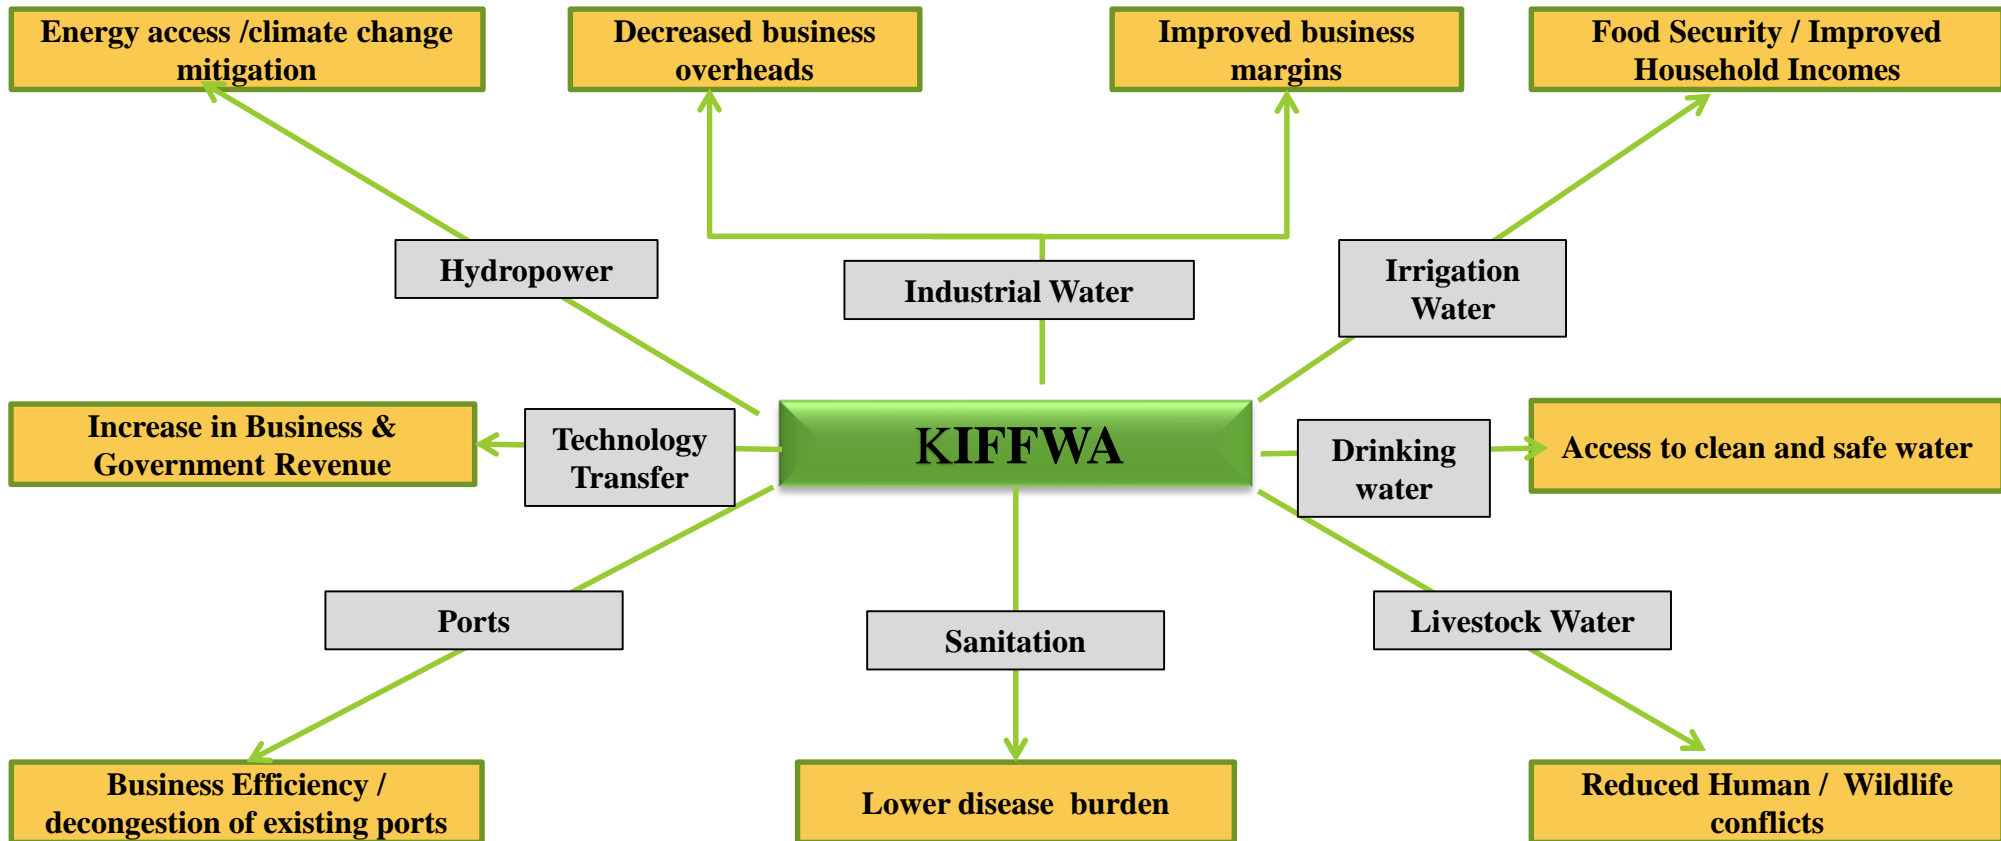 Energy access /climate change
mitigation
Decreased business
overheads
Improved business
margins
Food Security / Improved
Household Incomes
Hydropower
Industrial Water
Irrigation
Water
Increase in Business &
Government Revenue
Technology
Transfer
KIFFWA
Drinking
water
Access to clean and safe water
Ports
Sanitation
Livestock Water
Business Efficiency /
decongestion of existing ports
Lower disease burden
Reduced Human / Wildlife
conflicts